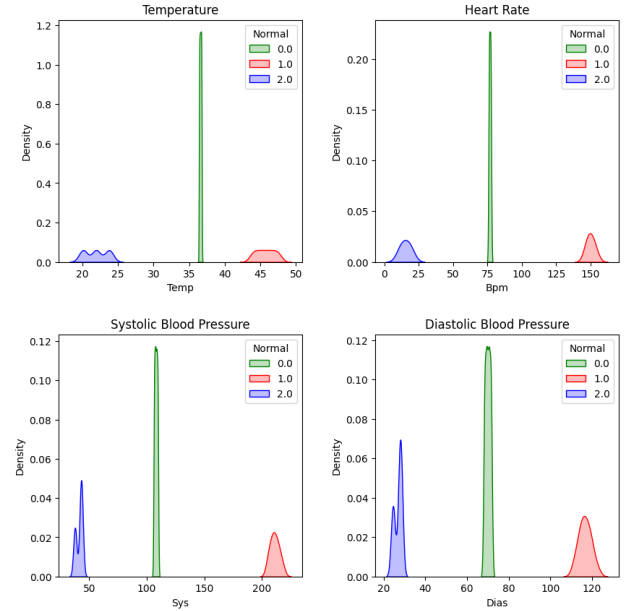 Temperature
1.2
1.0
0.8
0.6
0.4
0.2
0.0
Density
Normal
0.0
1.0
2.0
20 25 30 35 40 45 50
Temp
Heart Rate
0.20
0.15
0.10
0.05
0.00
Density
Normal
0.0
1.0
2.0
0 25 50 75 100 125 150
Bpm
Systolic Blood Pressure
0.12
0.10
0.08
0.06
0.04
0.02
0.00
Density
Normal
0.0
1.0
2.0
50 100 150 200
Sys
Diastolic Blood Pressure
0.12
0.10
0.08
0.06
0.04
0.02
0.00
Density
Normal
0.0
1.0
2.0
20 40 60 80 100 120
Dias